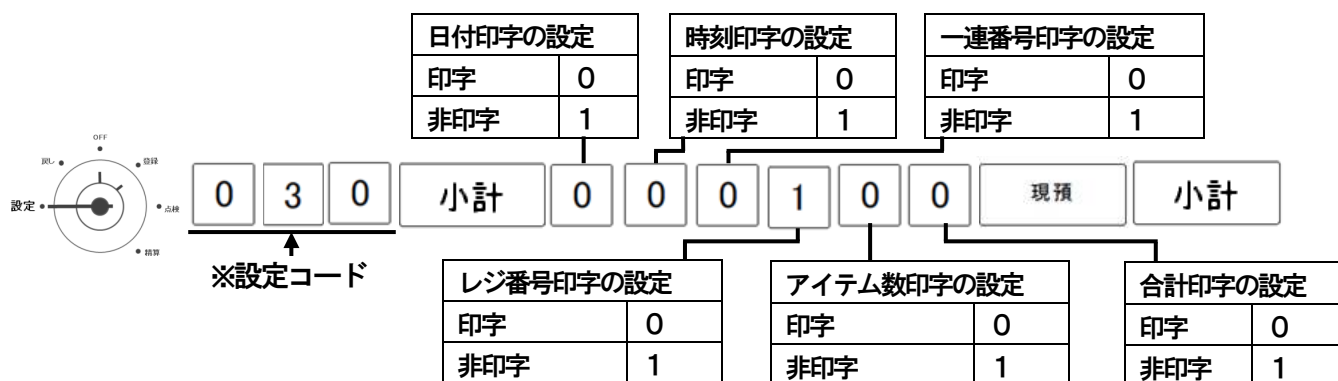 日付印字の設定
印字 0
非印字 1
時刻印字の設定
印字 0
非印字 1
一連番号印字の設定
印字 0
非印字 1
OFF
戻し
登録
設定
点検
精算
0 3 0 小計 0 0 0 1 0 0 現預 小計
※設定コード
レジ番号印字の設定
印字 0
非印字 1
アイテム数印字の設定
印字 0
非印字 1
合計印字の設定
印字 0
非印字 1